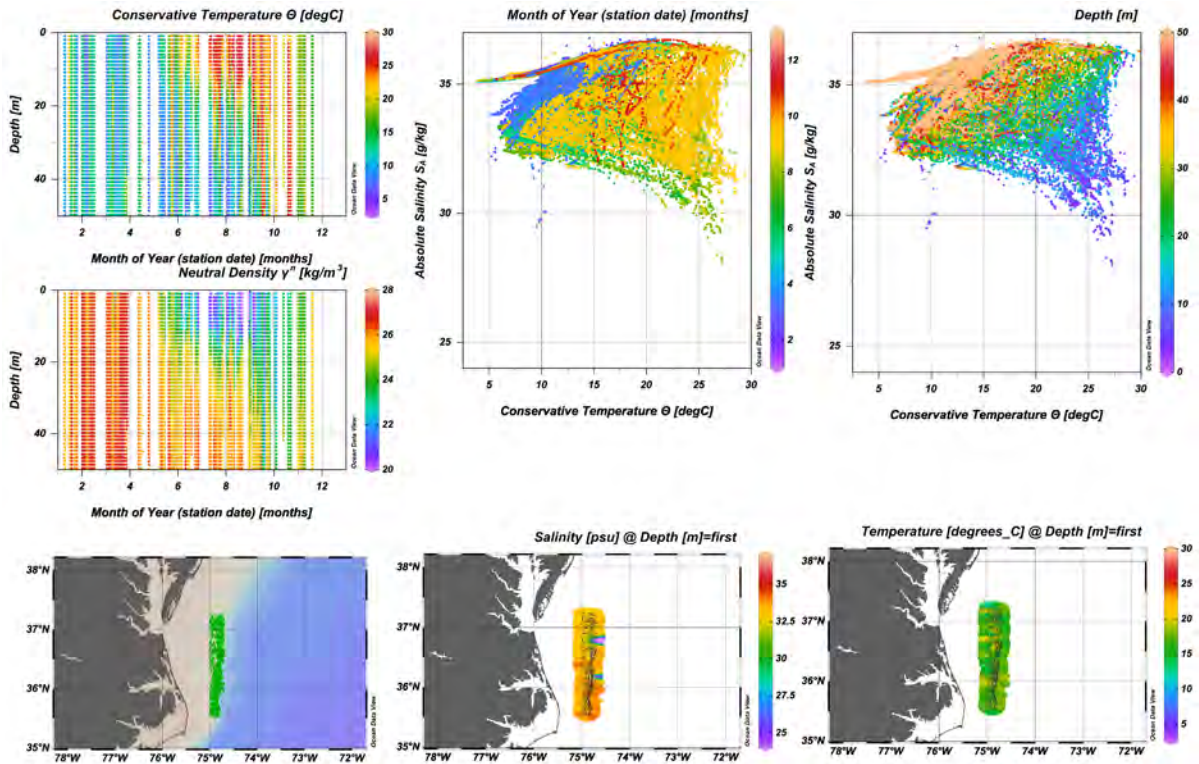 Conservative Temperature Θ [degC]
0
20
40
Depth [m]
2 4 6 8 10 12
Month of Year (station date) [months]
30
25
20
15
10
5
Ocean Data View
Neutral Density γⁿ [kg/m³]
0
20
40
Depth [m]
2 4 6 8 10 12
Month of Year (station date) [months]
28
26
24
22
20
Ocean Data View
Month of Year (station date) [months]
35
30
25
Absolute Salinity S_A [g/kg]
5 10 15 20 25 30
Conservative Temperature Θ [degC]
12
10
8
6
4
2
Ocean Data View
Depth [m]
35
30
25
Absolute Salinity S_A [g/kg]
5 10 15 20 25 30
Conservative Temperature Θ [degC]
50
40
30
20
10
0
Ocean Data View
38°N
37°N
36°N
35°N
78°W 77°W 76°W 75°W 74°W 73°W 72°W
Ocean Data View
Salinity [psu] @ Depth [m]=first
38°N
37°N
36°N
35°N
78°W 77°W 76°W 75°W 74°W 73°W 72°W
35
32.5
30
27.5
25
Ocean Data View
Temperature [degrees_C] @ Depth [m]=first
38°N
37°N
36°N
35°N
78°W 77°W 76°W 75°W 74°W 73°W 72°W
30
25
20
15
10
5
Ocean Data View